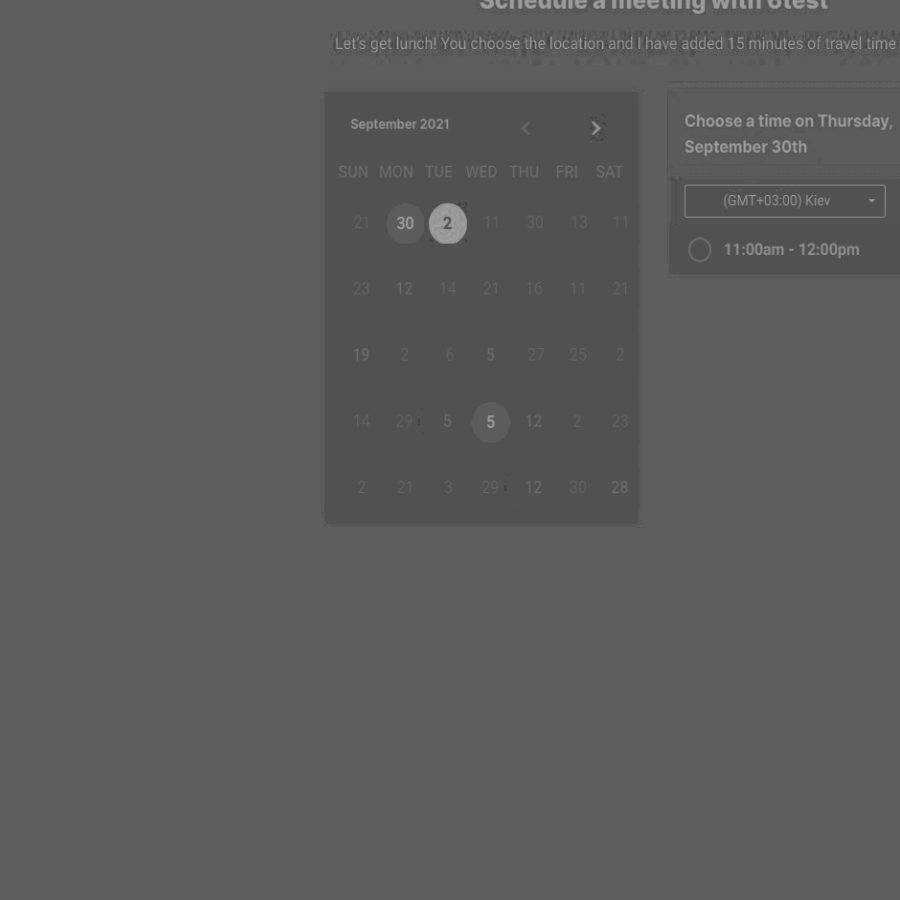 Schedule a meeting with 6test
Let's get lunch! You choose the location and I have added 15 minutes of travel time
September 2021
SUN MON TUE WED THU FRI SAT
21 30 2 11 30 13 11
23 12 14 21 16 11 21
19 2 6 5 27 25 2
14 29 5 5 12 2 23
2 21 3 29 12 30 28
Choose a time on Thursday,
September 30th
(GMT+03:00) Kiev
11:00am - 12:00pm